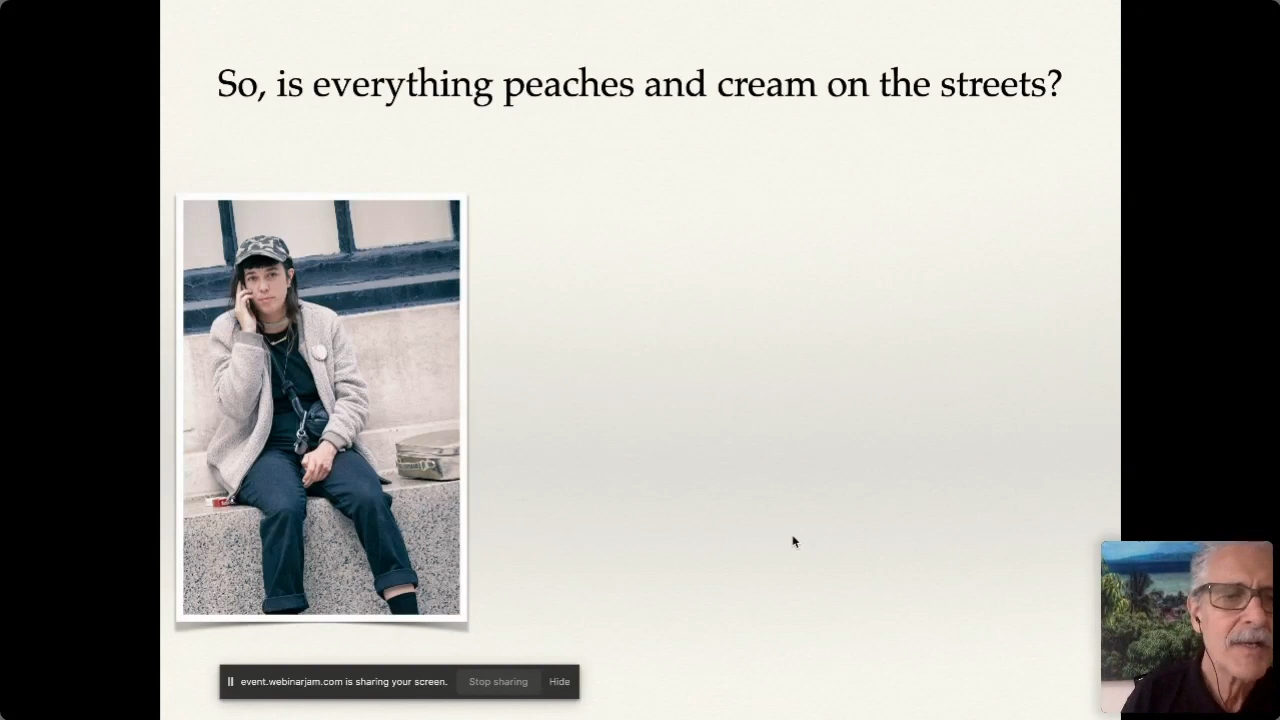 So, is everything peaches and cream on the streets?
event.webinarjam.com is sharing your screen. Stop sharing Hide